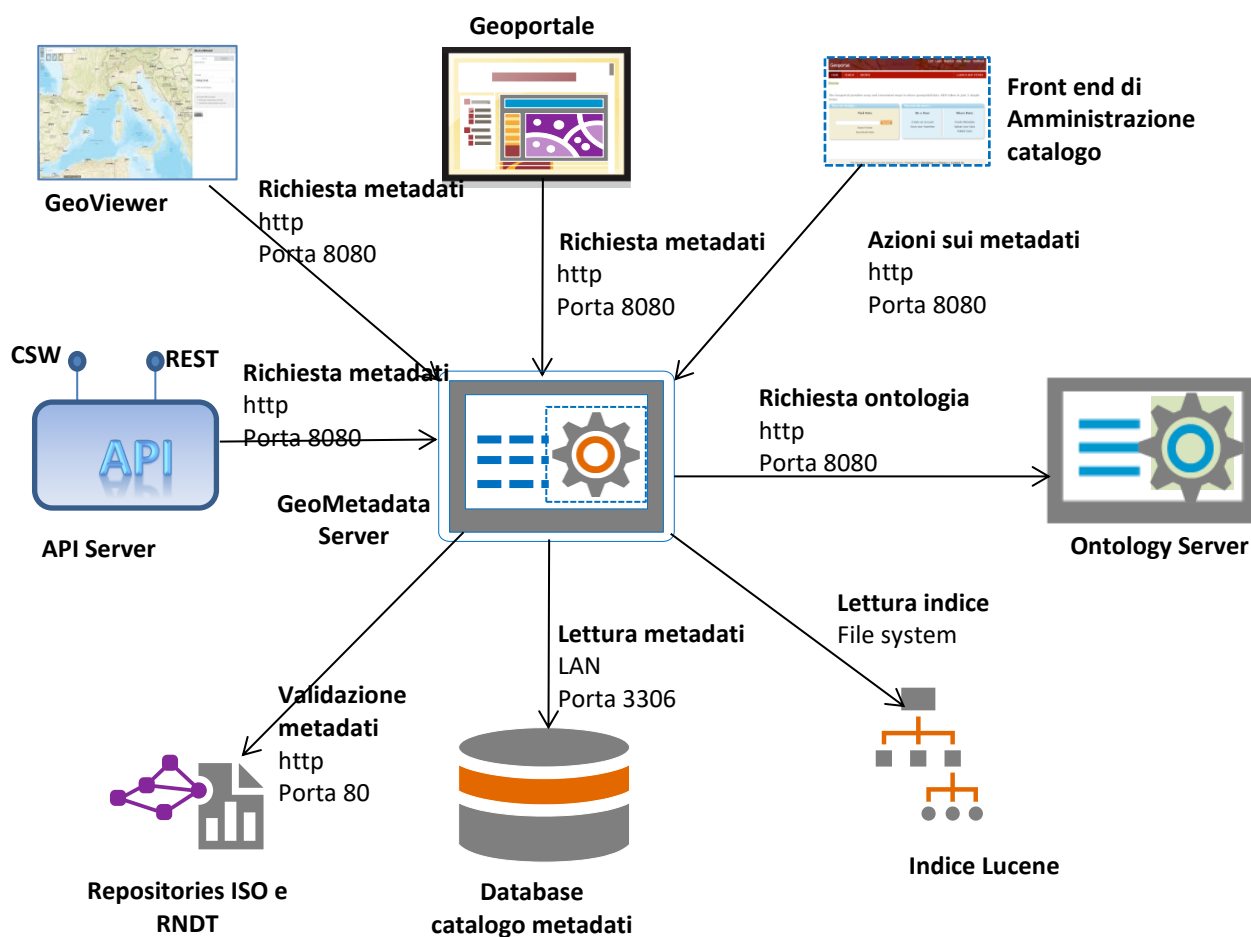 Geoportale
Front end di
Amministrazione
catalogo
GeoViewer
Richiesta metadati
http
Porta 8080
Richiesta metadati
http
Porta 8080
Azioni sui metadati
http
Porta 8080
CSW
REST
API
API Server
Richiesta metadati
http
Porta 8080
GeoMetadata
Server
Richiesta ontologia
http
Porta 8080
Ontology Server
Validazione
metadati
http
Porta 80
Lettura metadati
LAN
Porta 3306
Lettura indice
File system
Repositories ISO e
RNDT
Database
catalogo metadati
Indice Lucene